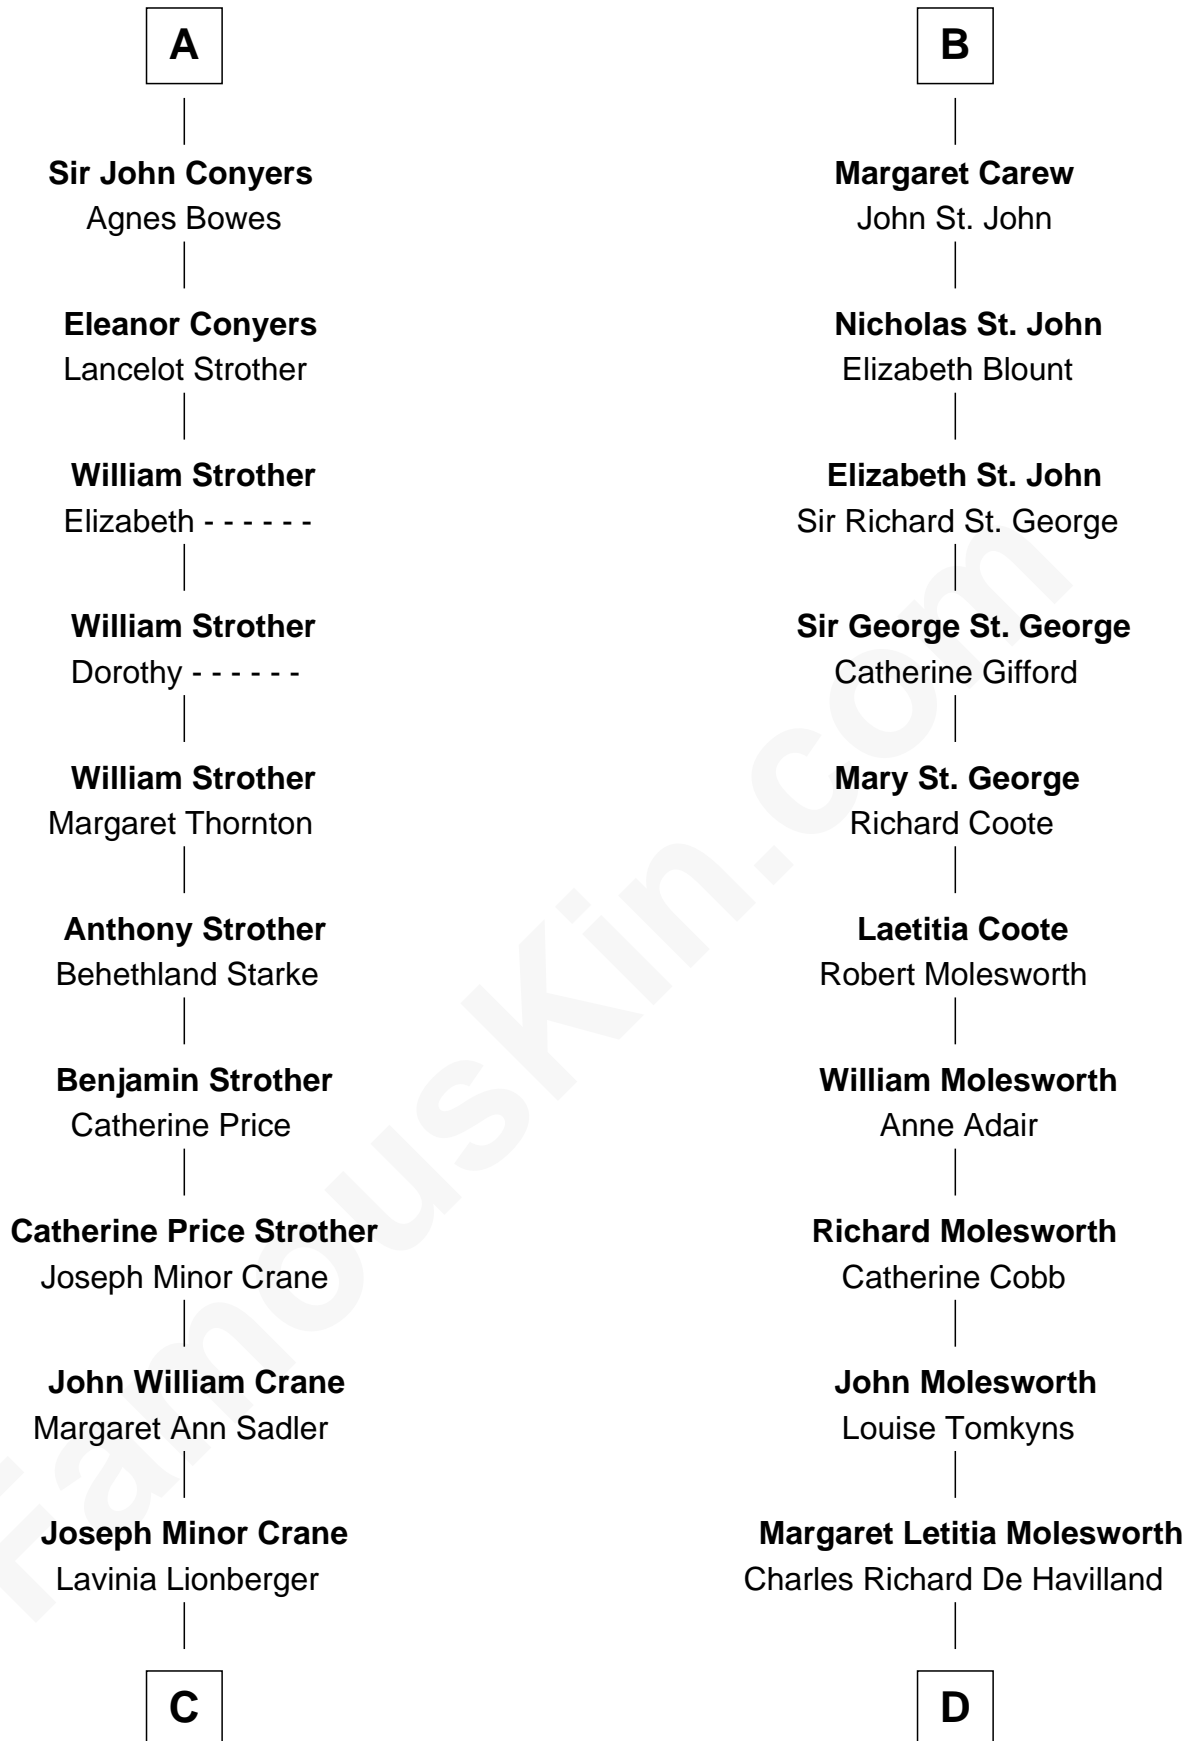 A
Sir John Conyers
Agnes Bowes
Eleanor Conyers
Lancelot Strother
William Strother
Elizabeth - - - - - -
William Strother
Dorothy - - - - - -
William Strother
Margaret Thornton
Anthony Strother
Behethland Starke
Benjamin Strother
Catherine Price
Catherine Price Strother
Joseph Minor Crane
John William Crane
Margaret Ann Sadler
Joseph Minor Crane
Lavinia Lionberger
C
B
Margaret Carew
John St. John
Nicholas St. John
Elizabeth Blount
Elizabeth St. John
Sir Richard St. George
Sir George St. George
Catherine Gifford
Mary St. George
Richard Coote
Laetitia Coote
Robert Molesworth
William Molesworth
Anne Adair
Richard Molesworth
Catherine Cobb
John Molesworth
Louise Tomkyns
Margaret Letitia Molesworth
Charles Richard De Havilland
D
FamousKin.com